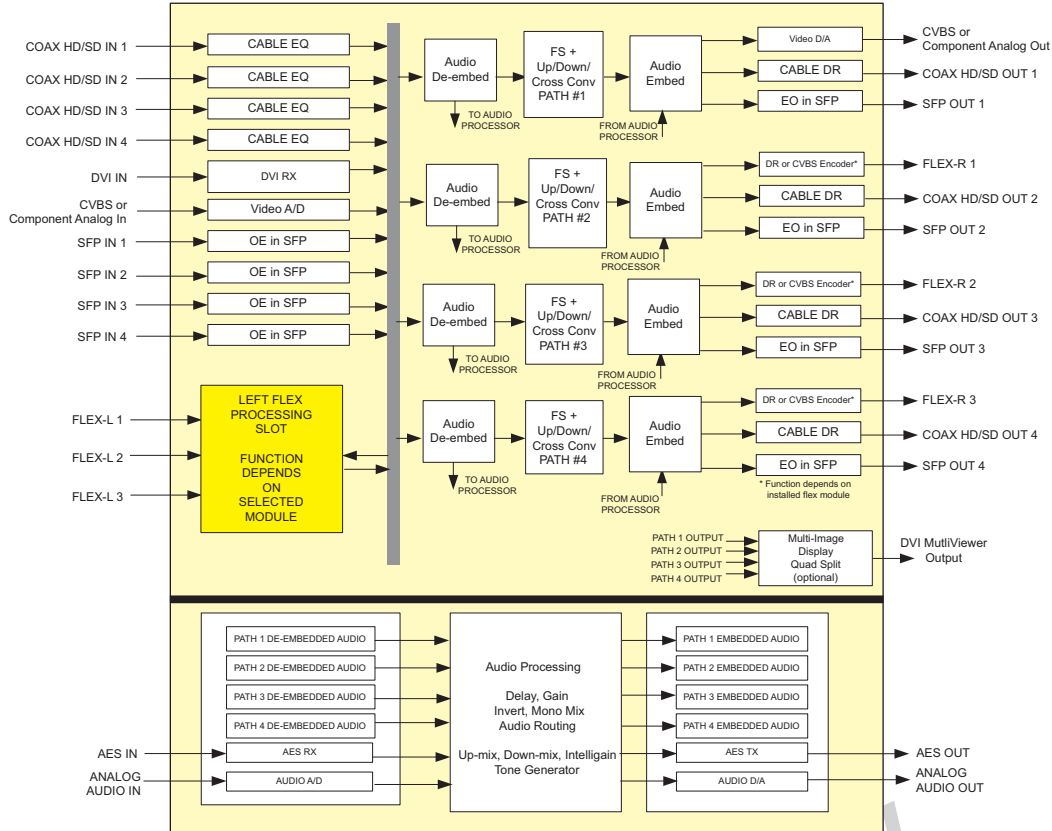 COAX HD/SD IN 1
CABLE EQ
COAX HD/SD IN 2
CABLE EQ
COAX HD/SD IN 3
CABLE EQ
COAX HD/SD IN 4
CABLE EQ
DVI IN
DVI RX
CVBS or
Component Analog In
Video A/D
SFP IN 1
OE in SFP
SFP IN 2
OE in SFP
SFP IN 3
OE in SFP
SFP IN 4
OE in SFP
FLEX-L 1
FLEX-L 2
FLEX-L 3
LEFT FLEX
PROCESSING
SLOT
FUNCTION
DEPENDS
ON
SELECTED
MODULE
Audio
De-embed
TO AUDIO
PROCESSOR
FS +
Up/Down/
Cross Conv
PATH #1
Audio
Embed
FROM AUDIO
PROCESSOR
Video D/A
CVBS or
Component Analog Out
CABLE DR
COAX HD/SD OUT 1
EO in SFP
SFP OUT 1
Audio
De-embed
TO AUDIO
PROCESSOR
FS +
Up/Down/
Cross Conv
PATH #2
Audio
Embed
FROM AUDIO
PROCESSOR
DR or CVBS Encoder*
FLEX-R 1
CABLE DR
COAX HD/SD OUT 2
EO in SFP
SFP OUT 2
Audio
De-embed
TO AUDIO
PROCESSOR
FS +
Up/Down/
Cross Conv
PATH #3
Audio
Embed
FROM AUDIO
PROCESSOR
DR or CVBS Encoder*
FLEX-R 2
CABLE DR
COAX HD/SD OUT 3
EO in SFP
SFP OUT 3
Audio
De-embed
TO AUDIO
PROCESSOR
FS +
Up/Down/
Cross Conv
PATH #4
Audio
Embed
FROM AUDIO
PROCESSOR
DR or CVBS Encoder*
FLEX-R 3
CABLE DR
COAX HD/SD OUT 4
EO in SFP
SFP OUT 4
* Function depends on
installed flex module
PATH 1 OUTPUT
PATH 2 OUTPUT
PATH 3 OUTPUT
PATH 4 OUTPUT
Multi-Image
Display
Quad Split
(optional)
DVI MutliViewer
Output
PATH 1 DE-EMBEDDED AUDIO
PATH 2 DE-EMBEDDED AUDIO
PATH 3 DE-EMBEDDED AUDIO
PATH 4 DE-EMBEDDED AUDIO
AES IN
AES RX
ANALOG
AUDIO IN
AUDIO A/D
Audio Processing
Delay, Gain
Invert, Mono Mix
Audio Routing
Up-mix, Down-mix, Intelligain
Tone Generator
PATH 1 EMBEDDED AUDIO
PATH 2 EMBEDDED AUDIO
PATH 3 EMBEDDED AUDIO
PATH 4 EMBEDDED AUDIO
AES TX
AES OUT
AUDIO D/A
ANALOG
AUDIO OUT